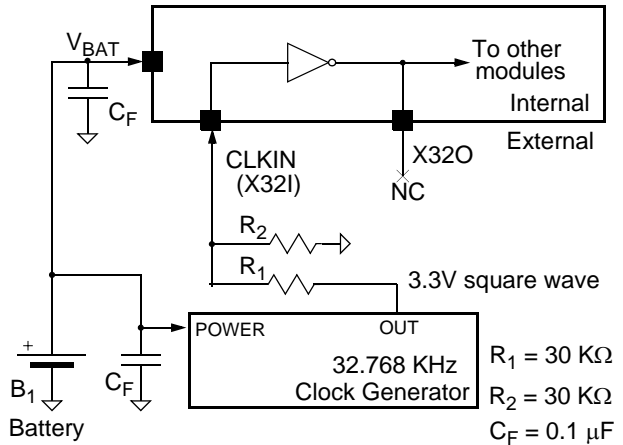 V_BAT
To other
modules
Internal
C_F
External
CLKIN
(X32I)
X32O
NC
R_2
R_1
3.3V square wave
POWER
OUT
32.768 KHz
Clock Generator
+
B_1
C_F
Battery
R_1 = 30 KΩ
R_2 = 30 KΩ
C_F = 0.1 μF